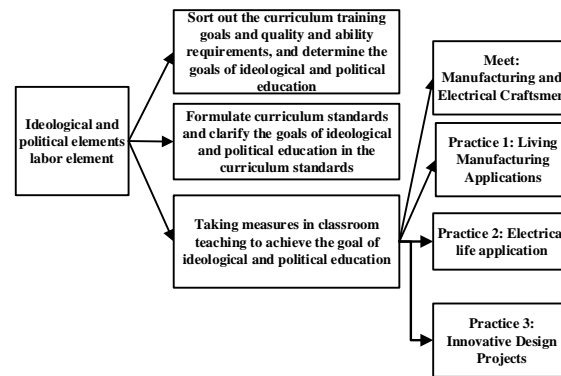 Sort out the curriculum training
goals and quality and ability
requirements, and determine the
goals of ideological and political
education
Ideological and
political elements
labor element
Formulate curriculum standards
and clarify the goals of ideological
and political education in the
curriculum standards
Taking measures in classroom
teaching to achieve the goal of
ideological and political education
Meet:
Manufacturing and
Electrical Craftsmen
Practice 1: Living
Manufacturing
Applications
Practice 2: Electrical
life application
Practice 3:
Innovative Design
Projects